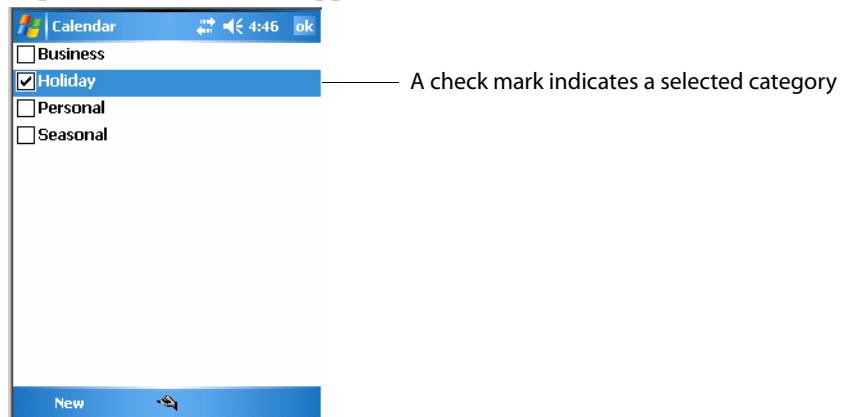 Calendar 4:46 ok
Business
Holiday
A check mark indicates a selected category
Personal
Seasonal
New